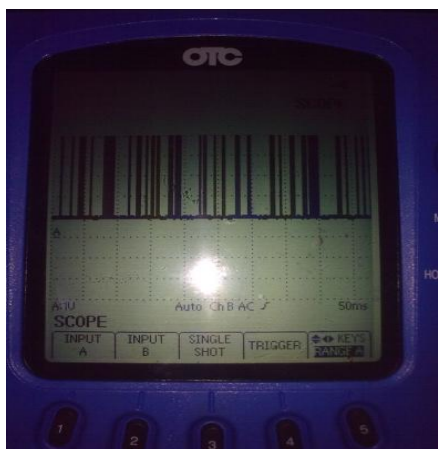 OTC
A
Auto Ch B AC
50ms
SCOPE
INPUT A
INPUT B
SINGLE SHOT
TRIGGER
KEYS
RANGE A
1
2
3
4
5